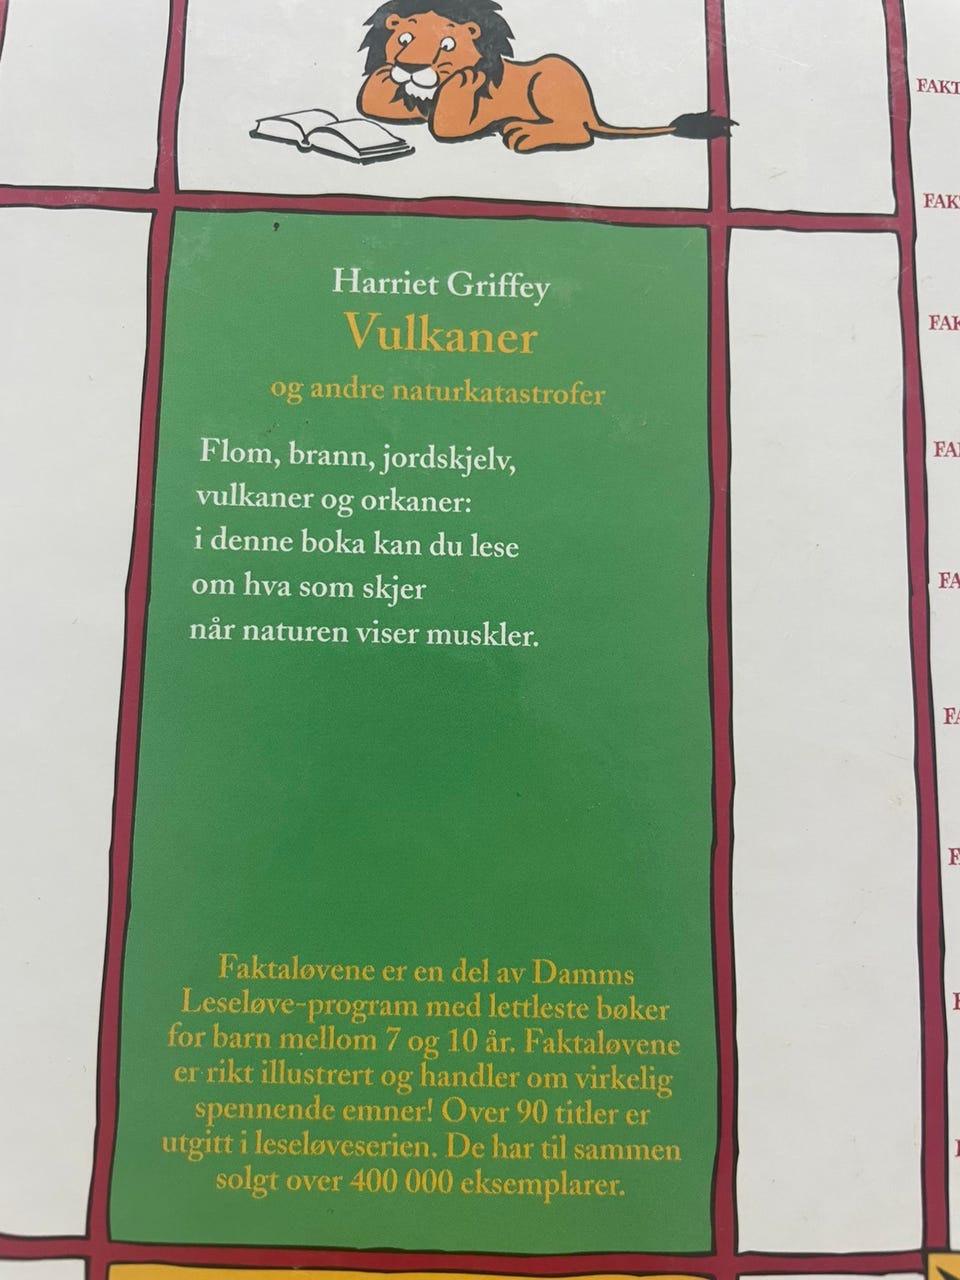 Harriet Griffey
Vulkaner
og andre naturkatastrofer
Flom, brann, jordskjelv,
vulkaner og orkaner:
i denne boka kan du lese
om hva som skjer
når naturen viser muskler.
Faktaløvene er en del av Damms
Leseløve-program med lettleste bøker
for barn mellom 7 og 10 år. Faktaløvene
er rikt illustrert og handler om virkelig
spennende emner! Over 90 titler er
utgitt i leseløveserien. De har til sammen
solgt over 400 000 eksemplarer.